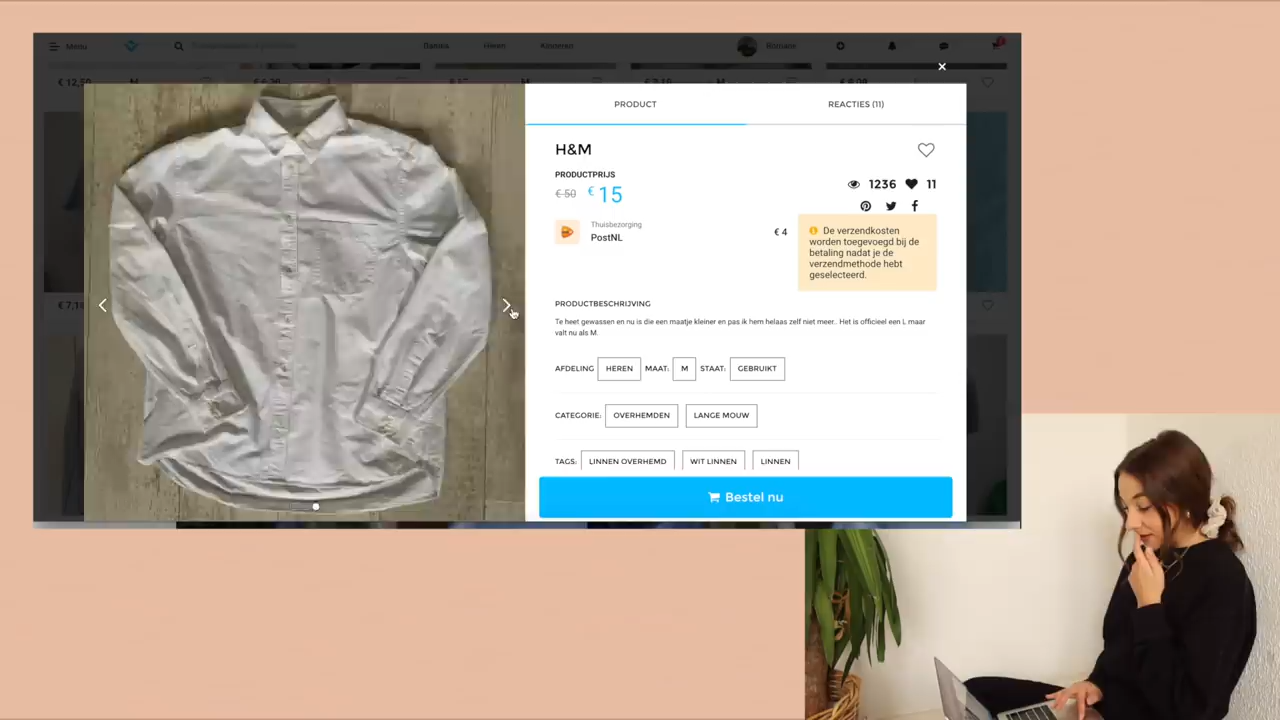 Menu
Dames
Heren
Kinderen
Romans
€ 12,50
M
PRODUCT
REACTIES (11)
H&M
PRODUCTPRIJS
€ 50 € 15
1236 11
Thuisbezorging
PostNL
€ 4
De verzendkosten
worden toegevoegd bij de
betaling nadat je de
verzendmethode hebt
geselecteerd.
PRODUCTBESCHRIJVING
Te heet gewassen en nu is die een maatje kleiner en pas ik hem helaas zelf niet meer.. Het is officieel een L maar
valt nu als M.
AFDELING HEREN MAAT: M STAAT: GEBRUIKT
CATEGORIE: OVERHEMDEN LANGE MOUW
TAGS: LINNEN OVERHEMD WIT LINNEN LINNEN
Bestel nu